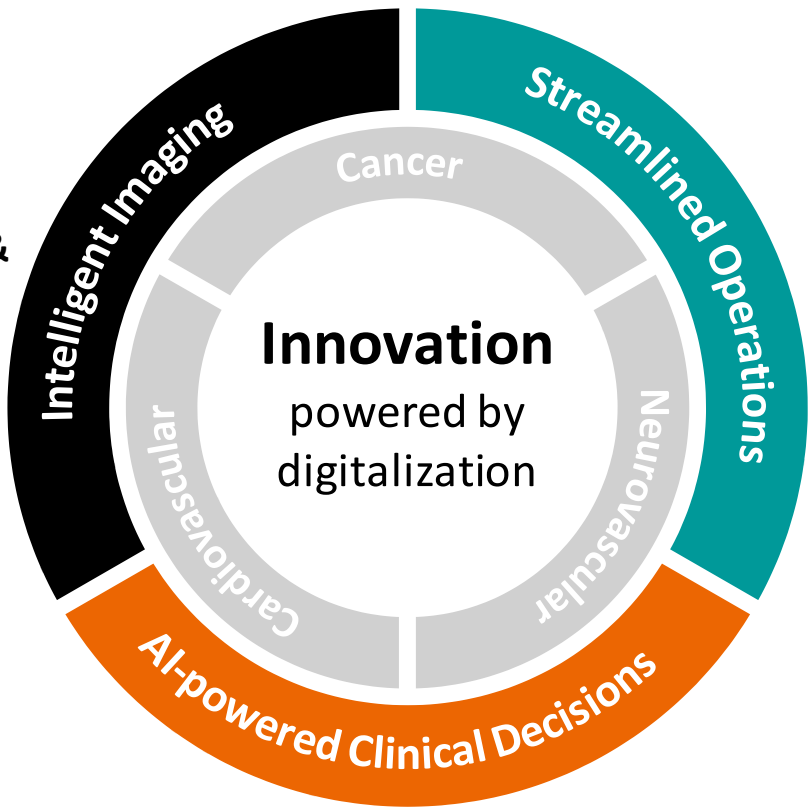 Intelligent Imaging
Streamlined Operations
AI-powered Clinical Decisions
Cancer
Neurovascular
Cardiovascular
Innovation
powered by
digitalization